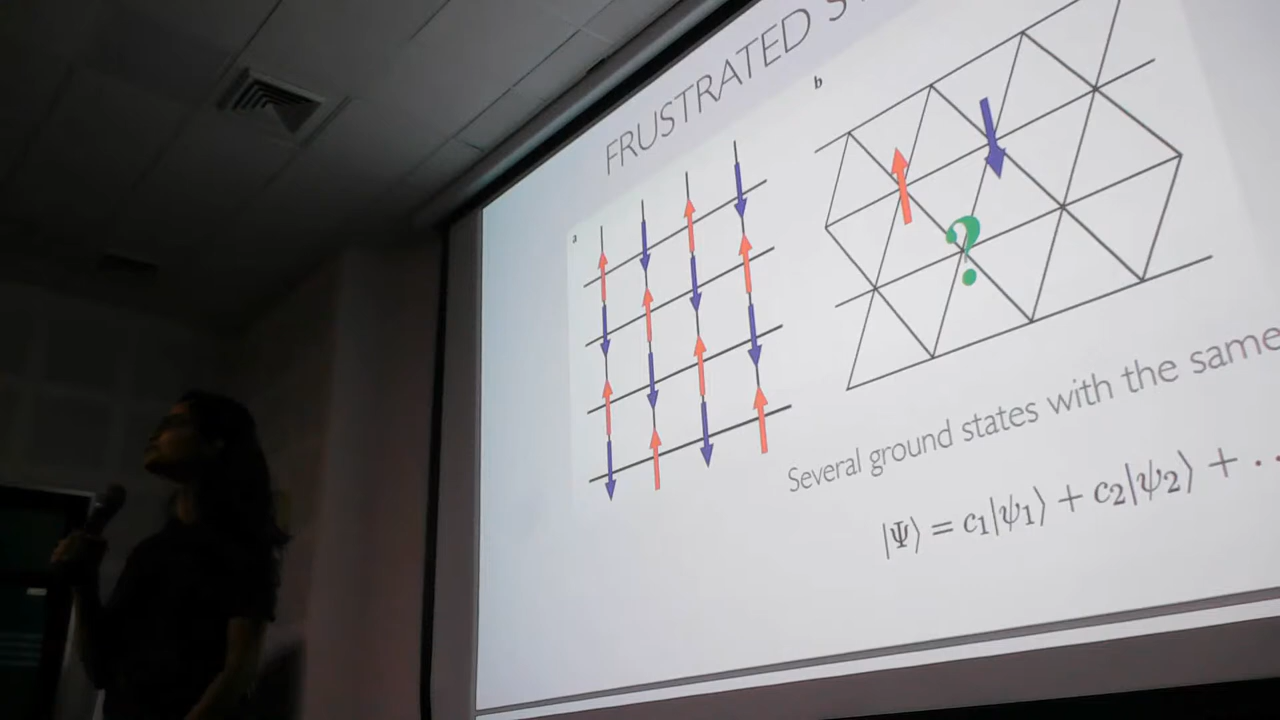 FRUSTRATED
a
b
?
Several ground states with the same
|Ψ⟩ = c₁|ψ₁⟩ + c₂|ψ₂⟩ + . .